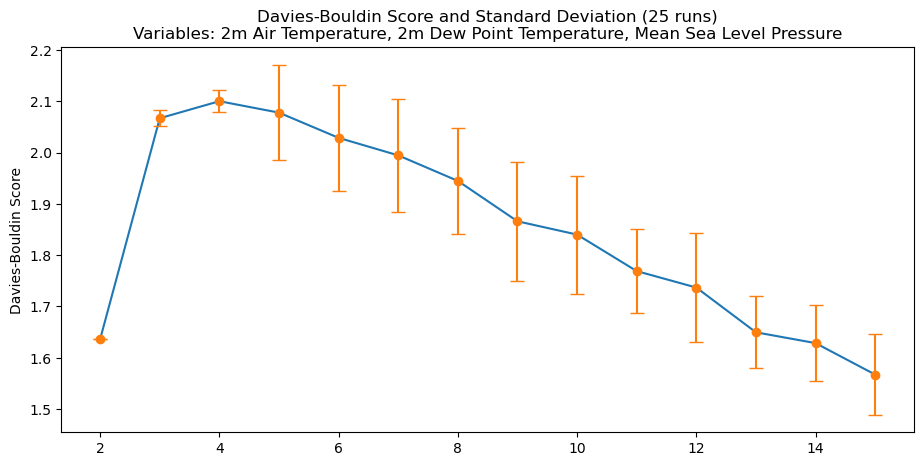 Davies-Bouldin Score and Standard Deviation (25 runs)
Variables: 2m Air Temperature, 2m Dew Point Temperature, Mean Sea Level Pressure
Davies-Bouldin Score
2.2
2.1
2.0
1.9
1.8
1.7
1.6
1.5
2 4 6 8 10 12 14